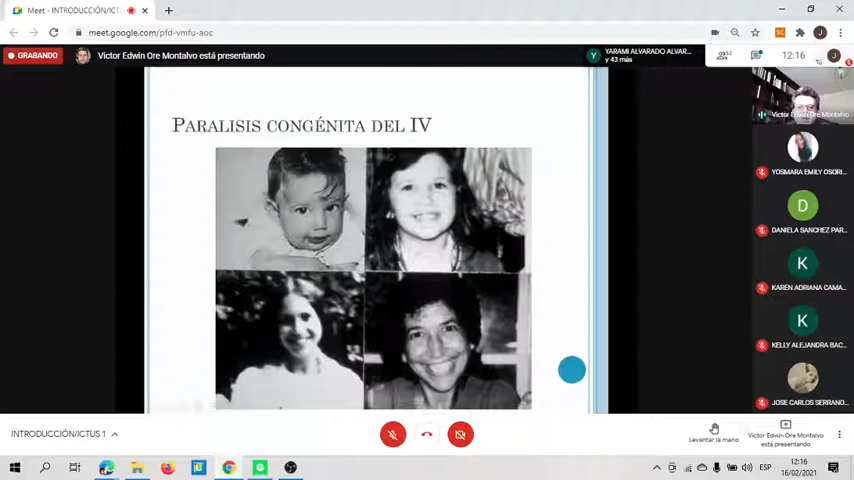 Meet - INTRODUCCIÓN/ICT
meet.google.com/pfd-vmfu-aoc
GRABANDO
Victor Edwin Ore Montalvo está presentando
Y
YARAMI ALVARADO ALVAR...
y 43 más
52
12:16
J
Tú
PARALISIS CONGÉNITA DEL IV
Victor Edwin Ore Montalvo
YOSMARA EMILY OSORI...
D
DANIELA SANCHEZ PAR...
K
KAREN ADRIANA CAMA...
K
KELLY ALEJANDRA BAC...
JOSE CARLOS SERRANO...
INTRODUCCIÓN/ICTUS 1
Levantar la mano
Victor Edwin Ore Montalvo
está presentando
ESP
12:16
16/02/2021